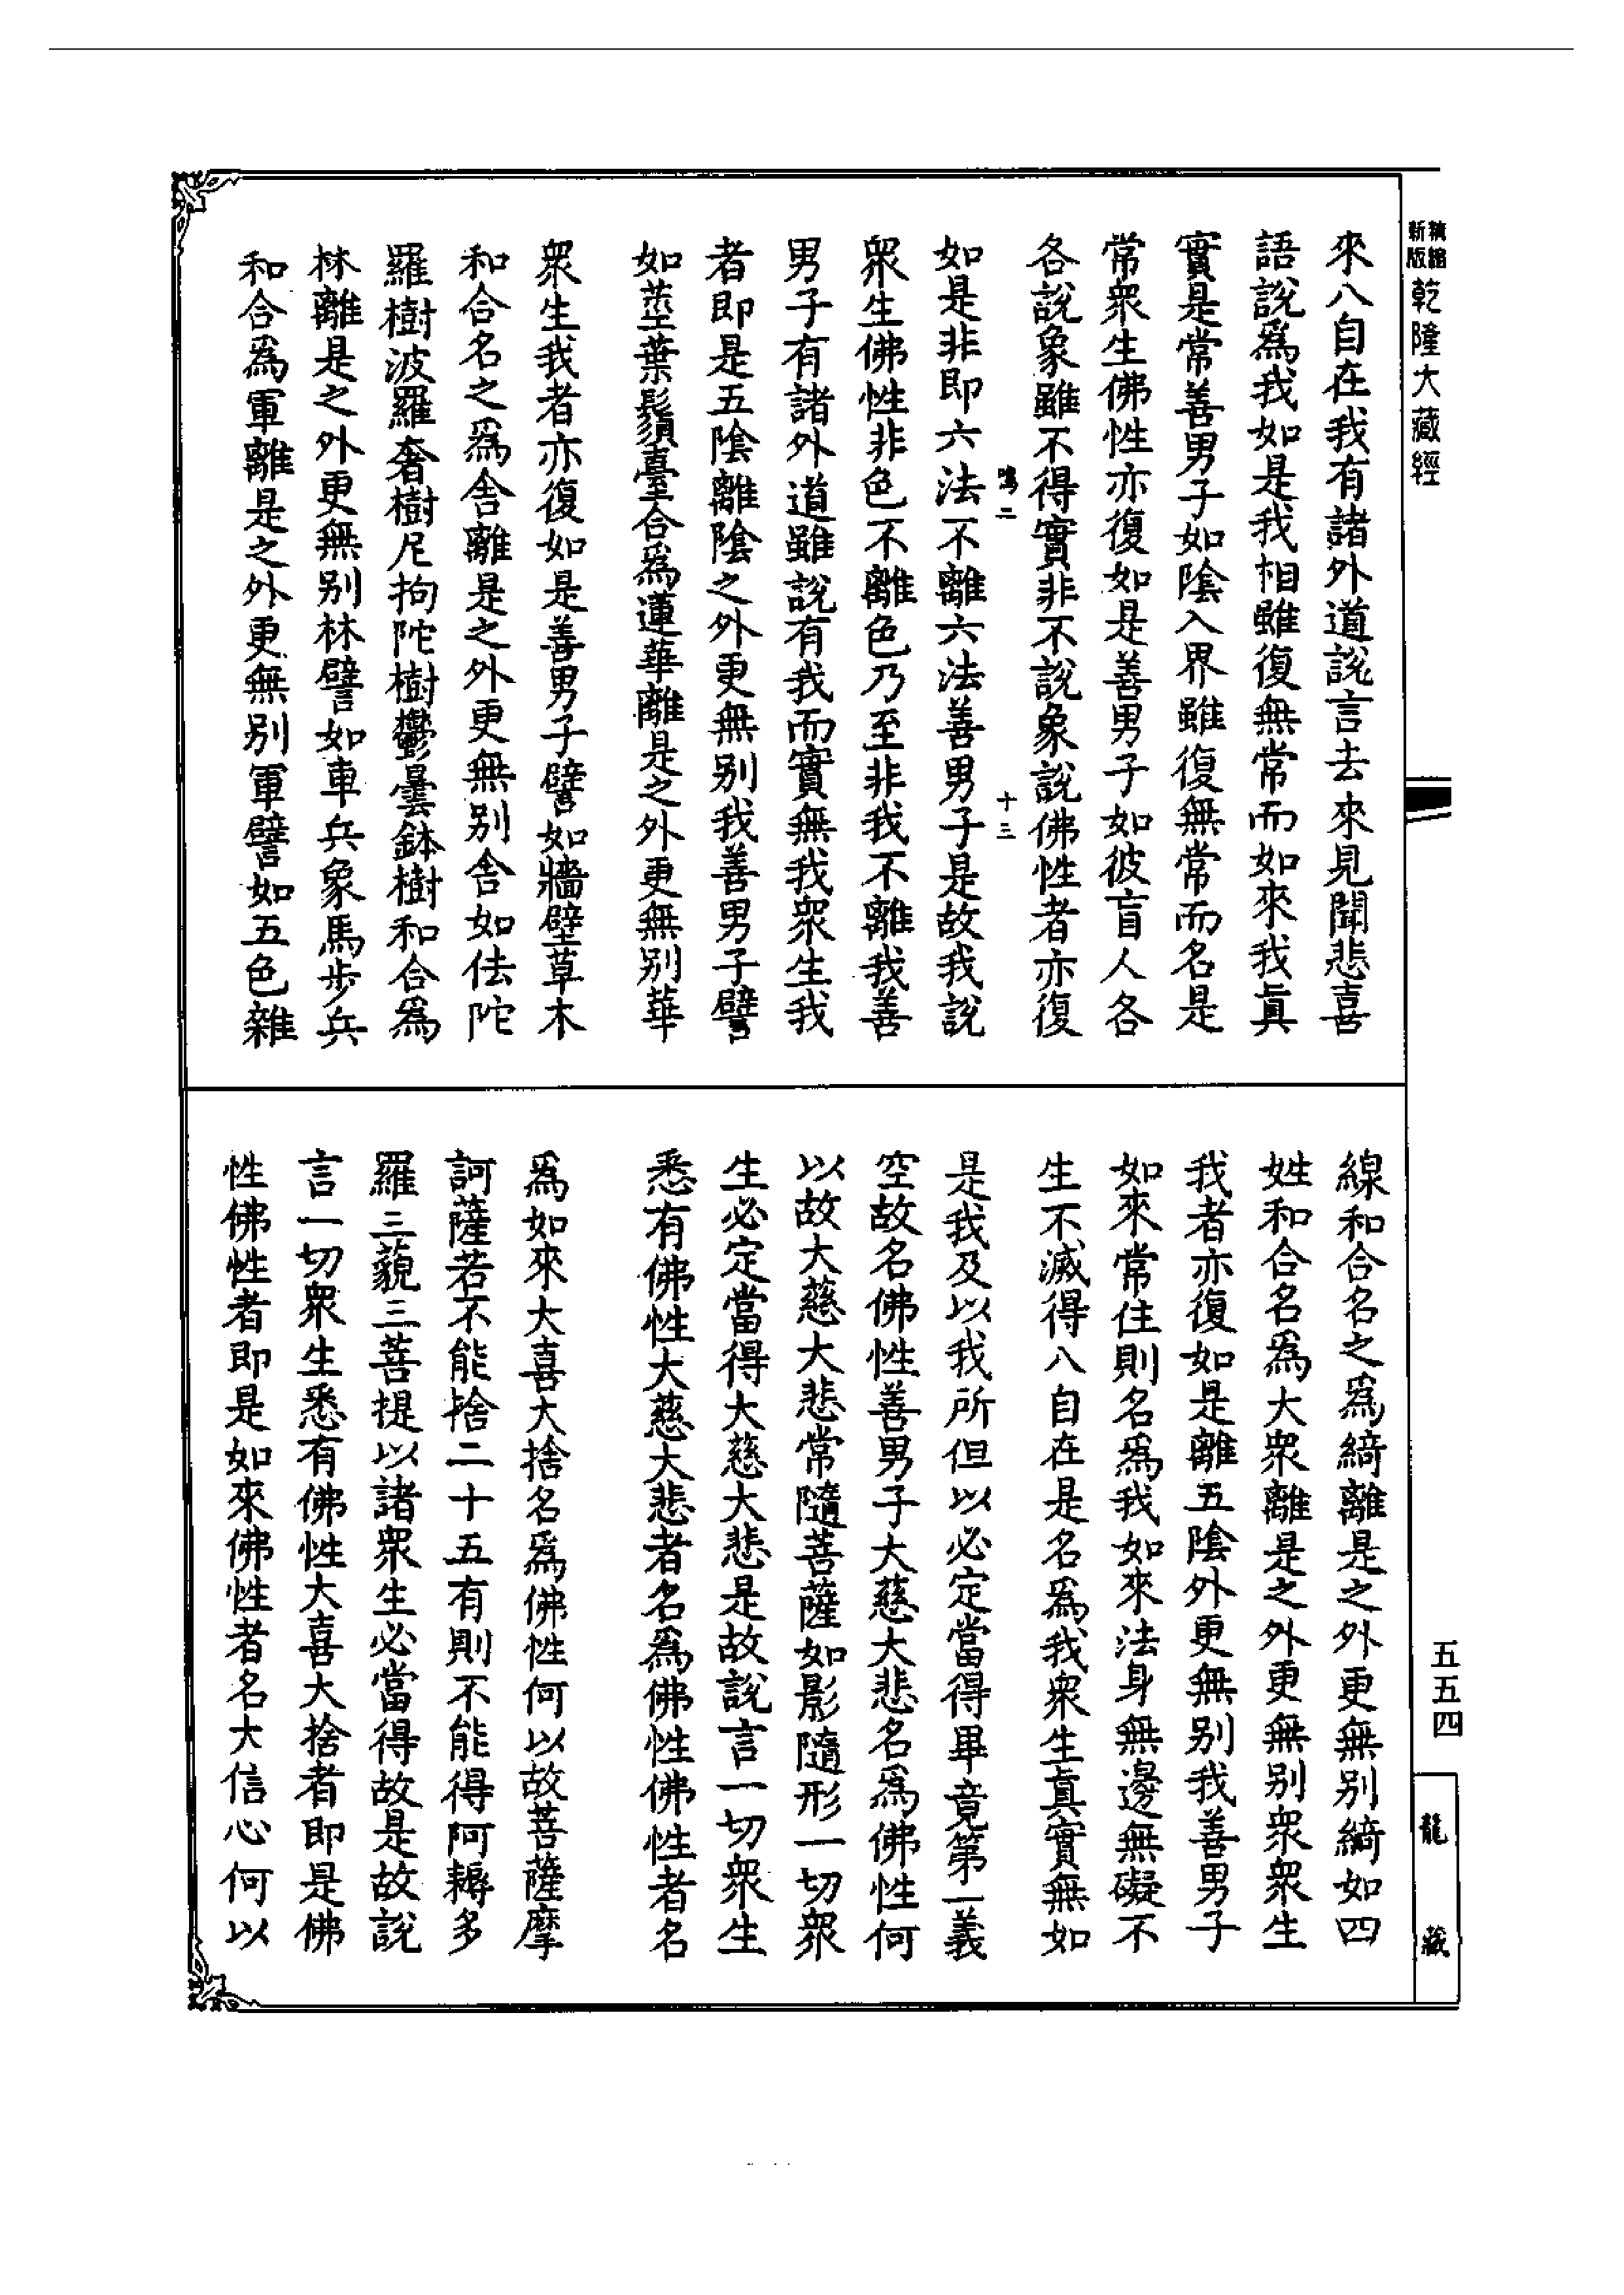 新縮
版編
乾隆大藏經
來八自在我有諸外道說言去來見聞悲喜
語說爲我如是我相雖復無常而如來我眞
實是常善男子如陰入界雖復無常而名是
常衆生佛性亦復如是善男子如彼盲人各
各說象雖不得實非不說象說佛性者亦復
鳴二 十三
如是非即六法不離六法善男子是故我說
衆生佛性非色不離色乃至非我不離我善
男子有諸外道雖說有我而實無我衆生我
者即是五陰離陰之外更無别我善男子譬
如莖葉鬚臺合爲蓮華離是之外更無别華
衆生我者亦復如是善男子譬如牆壁草木
和合名之爲舍離是之外更無别舍如佉陀
羅樹波羅奢樹尼拘陀樹鬱曇鉢樹和合爲
林離是之外更無别林譬如車兵象馬步兵
和合爲軍離是之外更無别軍譬如五色雜
線和合名之爲綺離是之外更無别綺如四
姓和合名爲大衆離是之外更無别衆衆生
我者亦復如是離五陰外更無别我善男子
如來常住則名爲我如來法身無邊無礙不
生不滅得八自在是名爲我衆生眞實無如
是我及以我所但以必定當得畢竟第一義
空故名佛性善男子大慈大悲名爲佛性何
以故大慈大悲常隨菩薩如影隨形一切衆
生必定當得大慈大悲是故說言一切衆生
悉有佛性大慈大悲者名爲佛性佛性者名
爲如來大喜大捨名爲佛性何以故菩薩摩
訶薩若不能捨二十五有則不能得阿耨多
羅三藐三菩提以諸衆生必當得故是故說
言一切衆生悉有佛性大喜大捨者即是佛
性佛性者即是如來佛性者名大信心何以
五五四
龍藏